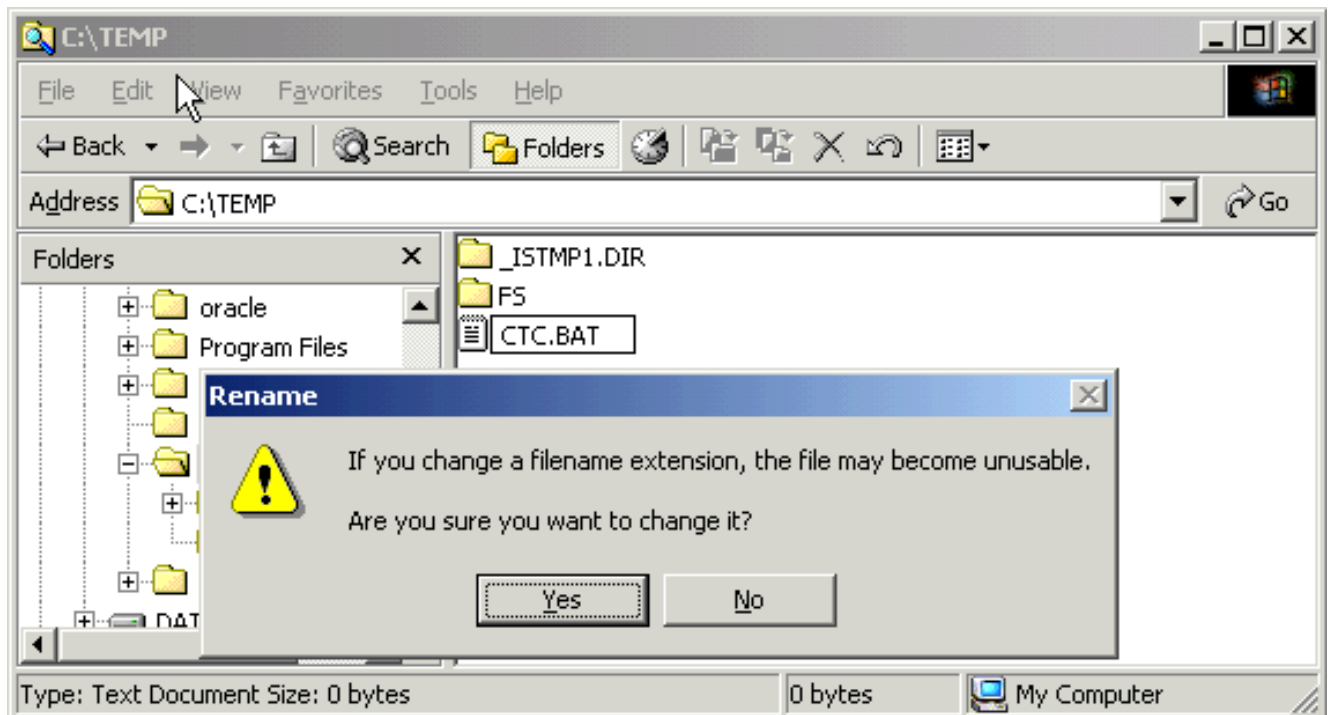 C:\TEMP
File Edit View Favorites Tools Help
Back Search Folders
Address C:\TEMP Go
Folders
oracle
Program Files
_ISTMP1.DIR
FS
CTC.BAT
Rename
If you change a filename extension, the file may become unusable.
Are you sure you want to change it?
Yes No
DAT
Type: Text Document Size: 0 bytes 0 bytes My Computer